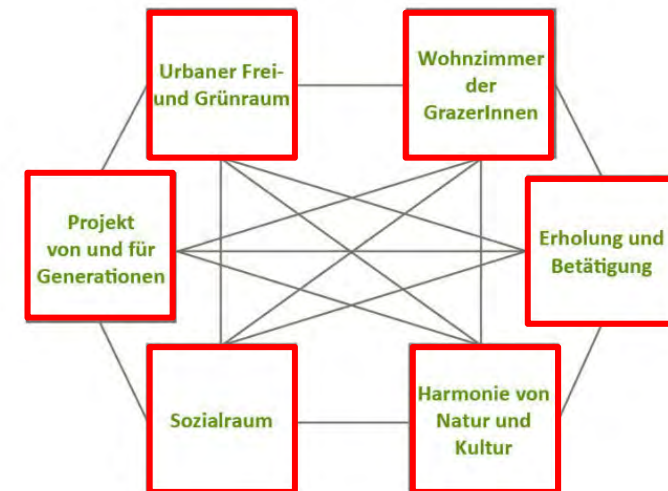 Urbaner Frei-
und Grünraum
Wohnzimmer
der
GrazerInnen
Projekt
von und für
Generationen
Erholung und
Betätigung
Sozialraum
Harmonie von
Natur und
Kultur